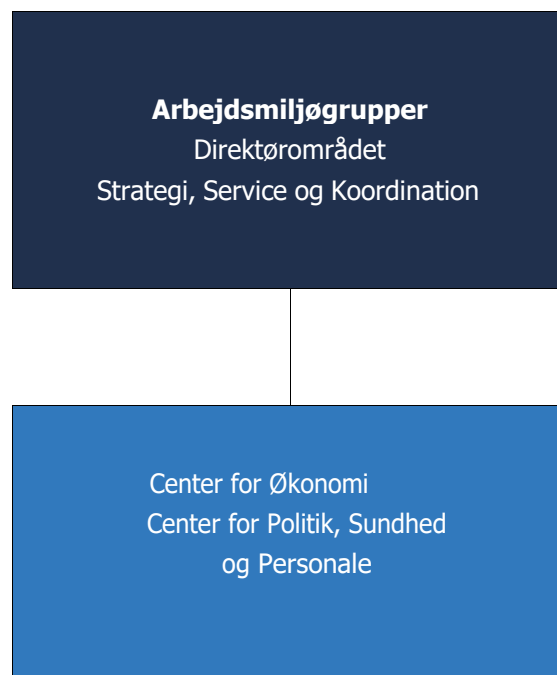 Arbejdsmiljøgrupper
Direktørområdet
Strategi, Service og Koordination
Center for Økonomi
Center for Politik, Sundhed
og Personale